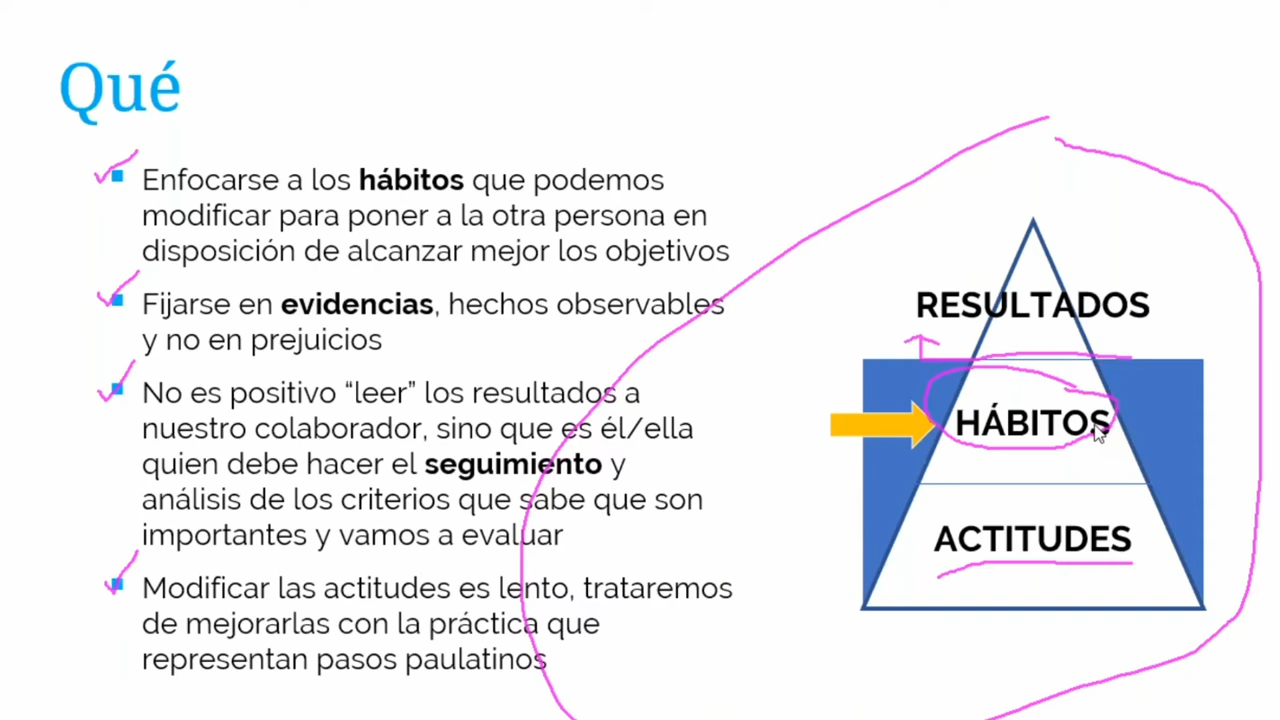 Qué
Enfocarse a los hábitos que podemos
modificar para poner a la otra persona en
disposición de alcanzar mejor los objetivos
Fijarse en evidencias, hechos observables
y no en prejuicios
No es positivo “leer” los resultados a
nuestro colaborador, sino que es él/ella
quien debe hacer el seguimiento y
análisis de los criterios que sabe que son
importantes y vamos a evaluar
Modificar las actitudes es lento, trataremos
de mejorarlas con la práctica que
representan pasos paulatinos
RESULTADOS
HÁBITOS
ACTITUDES